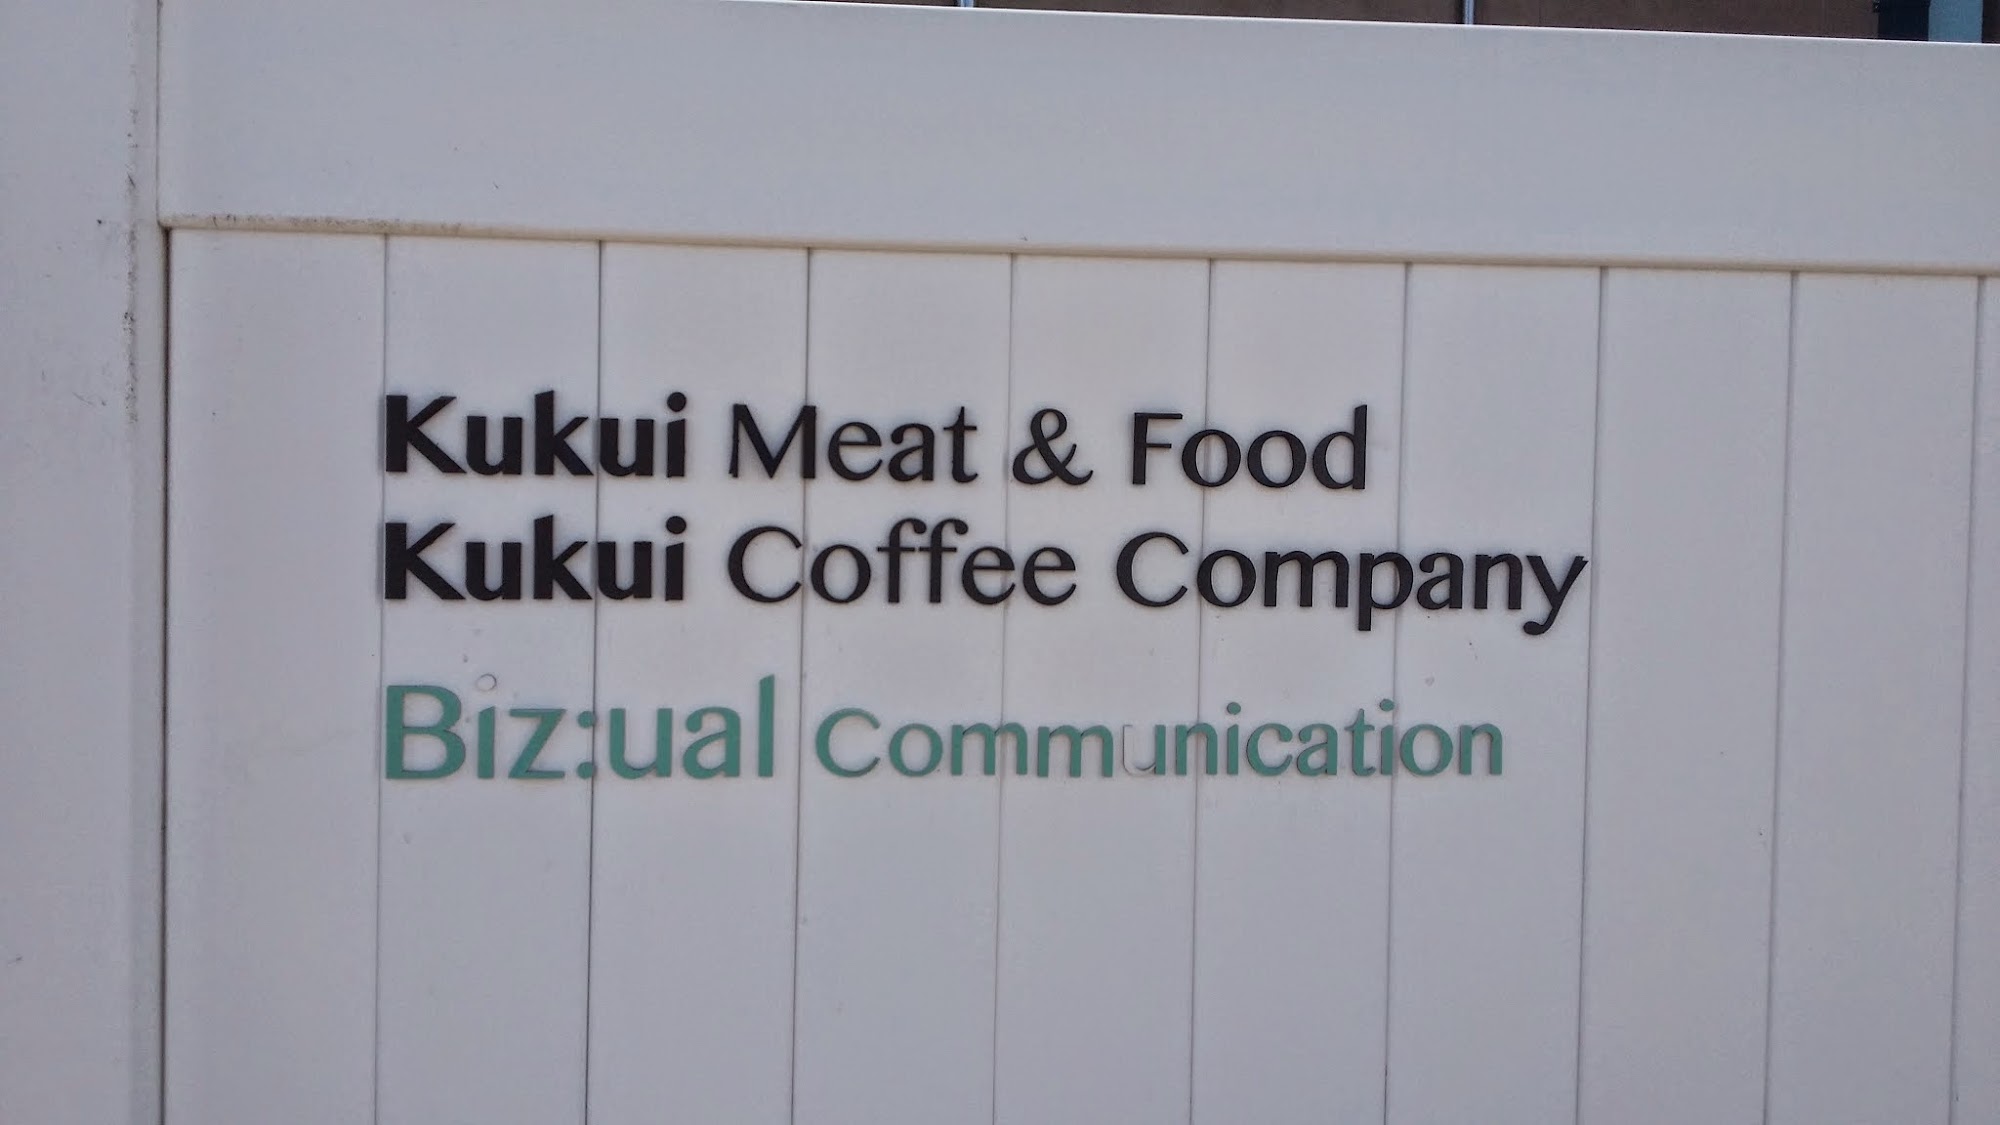 Kukui Meat & Food
Kukui Coffee Company
Biz:ual Communication